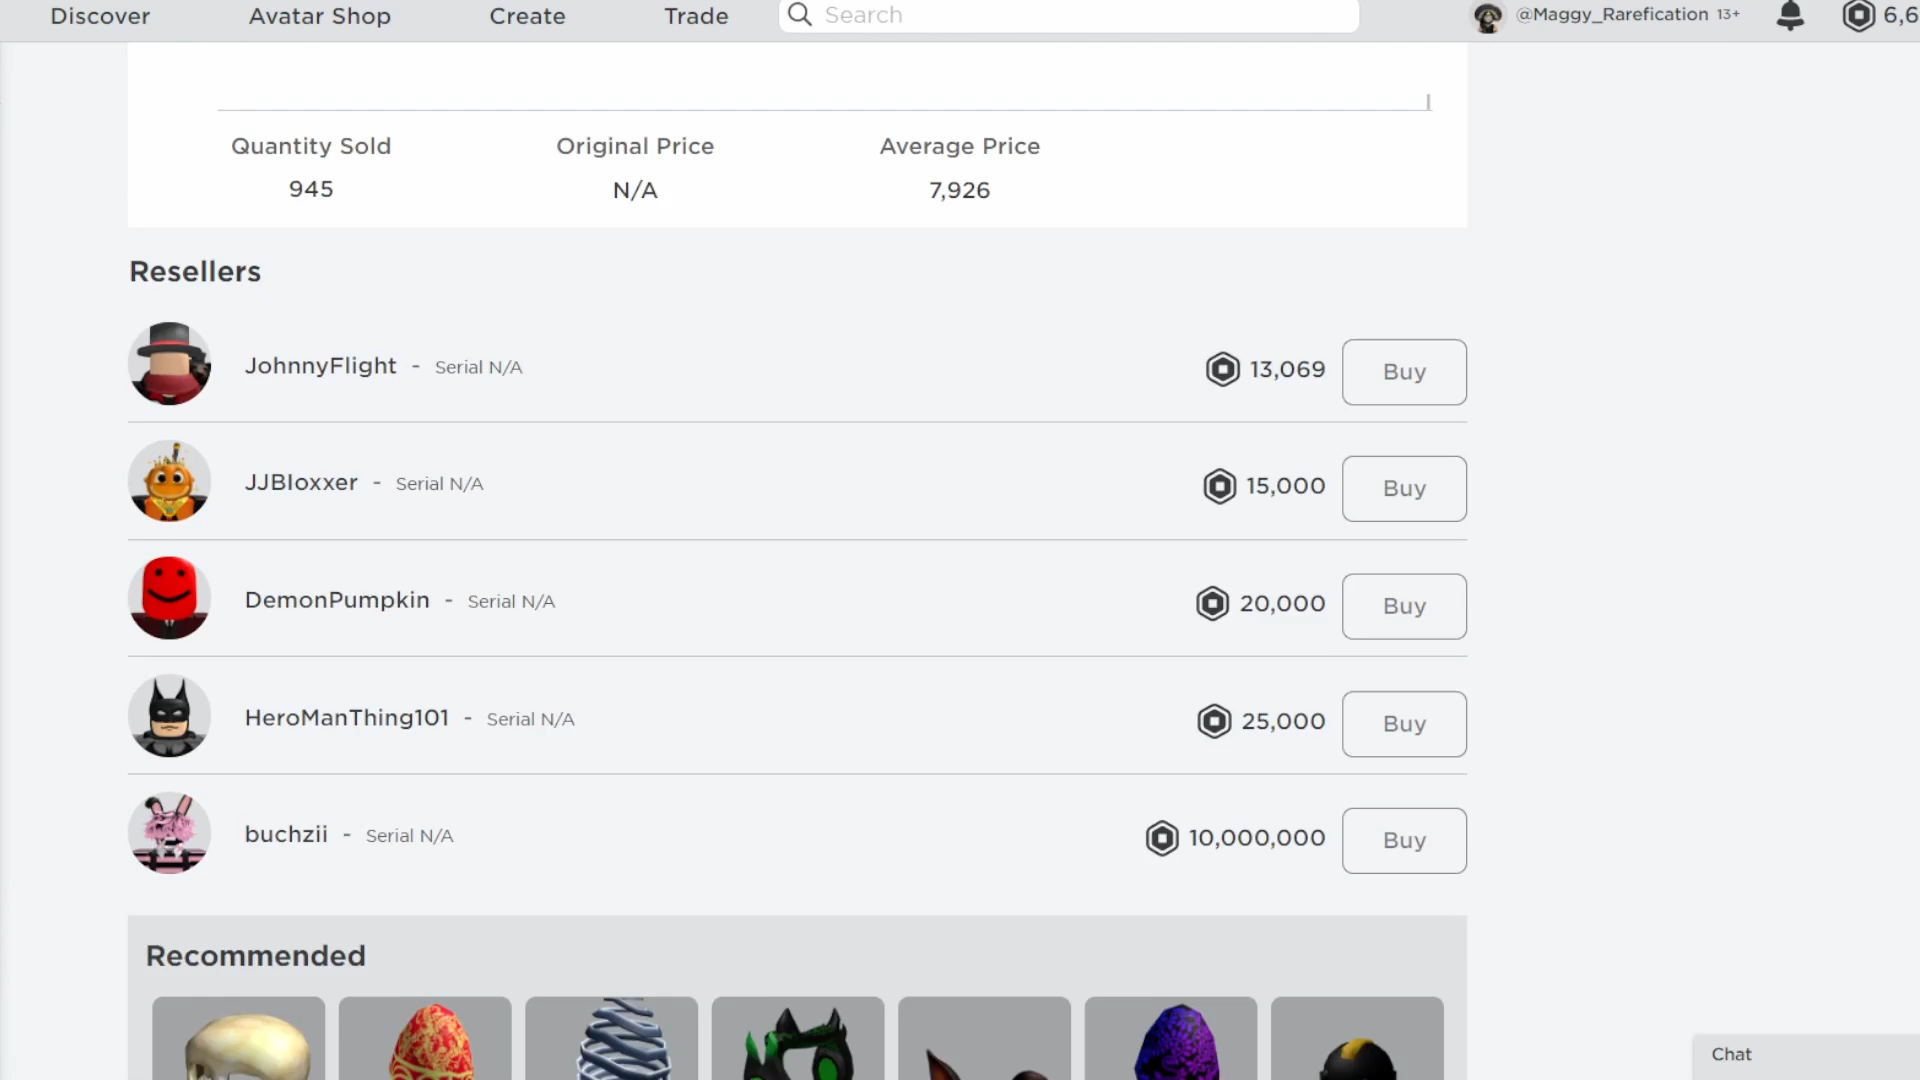 Discover Avatar Shop Create Trade Search @Maggy_Rarefication 13+ 6,6
Quantity Sold Original Price Average Price
945 N/A 7,926
Resellers
JohnnyFlight - Serial N/A 13,069 Buy
JJBloxxer - Serial N/A 15,000 Buy
DemonPumpkin - Serial N/A 20,000 Buy
HeroManThing101 - Serial N/A 25,000 Buy
buchzii - Serial N/A 10,000,000 Buy
Recommended
Chat